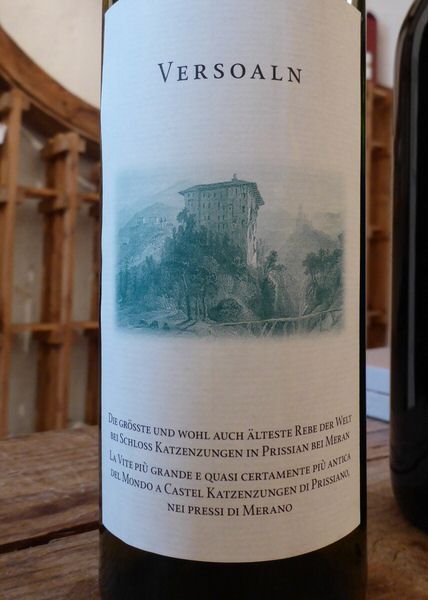 VERSOALN
DIE GRÖSSTE UND WOHL AUCH ÄLTESTE REBE DER WELT
BEI SCHLOSS KATZENZUNGEN IN PRISSIAN BEI MERAN
LA VITE PIÙ GRANDE E QUASI CERTAMENTE PIÙ ANTICA
DEL MONDO A CASTEL KATZENZUNGEN DI PRISSIANO,
NEI PRESSI DI MERANO